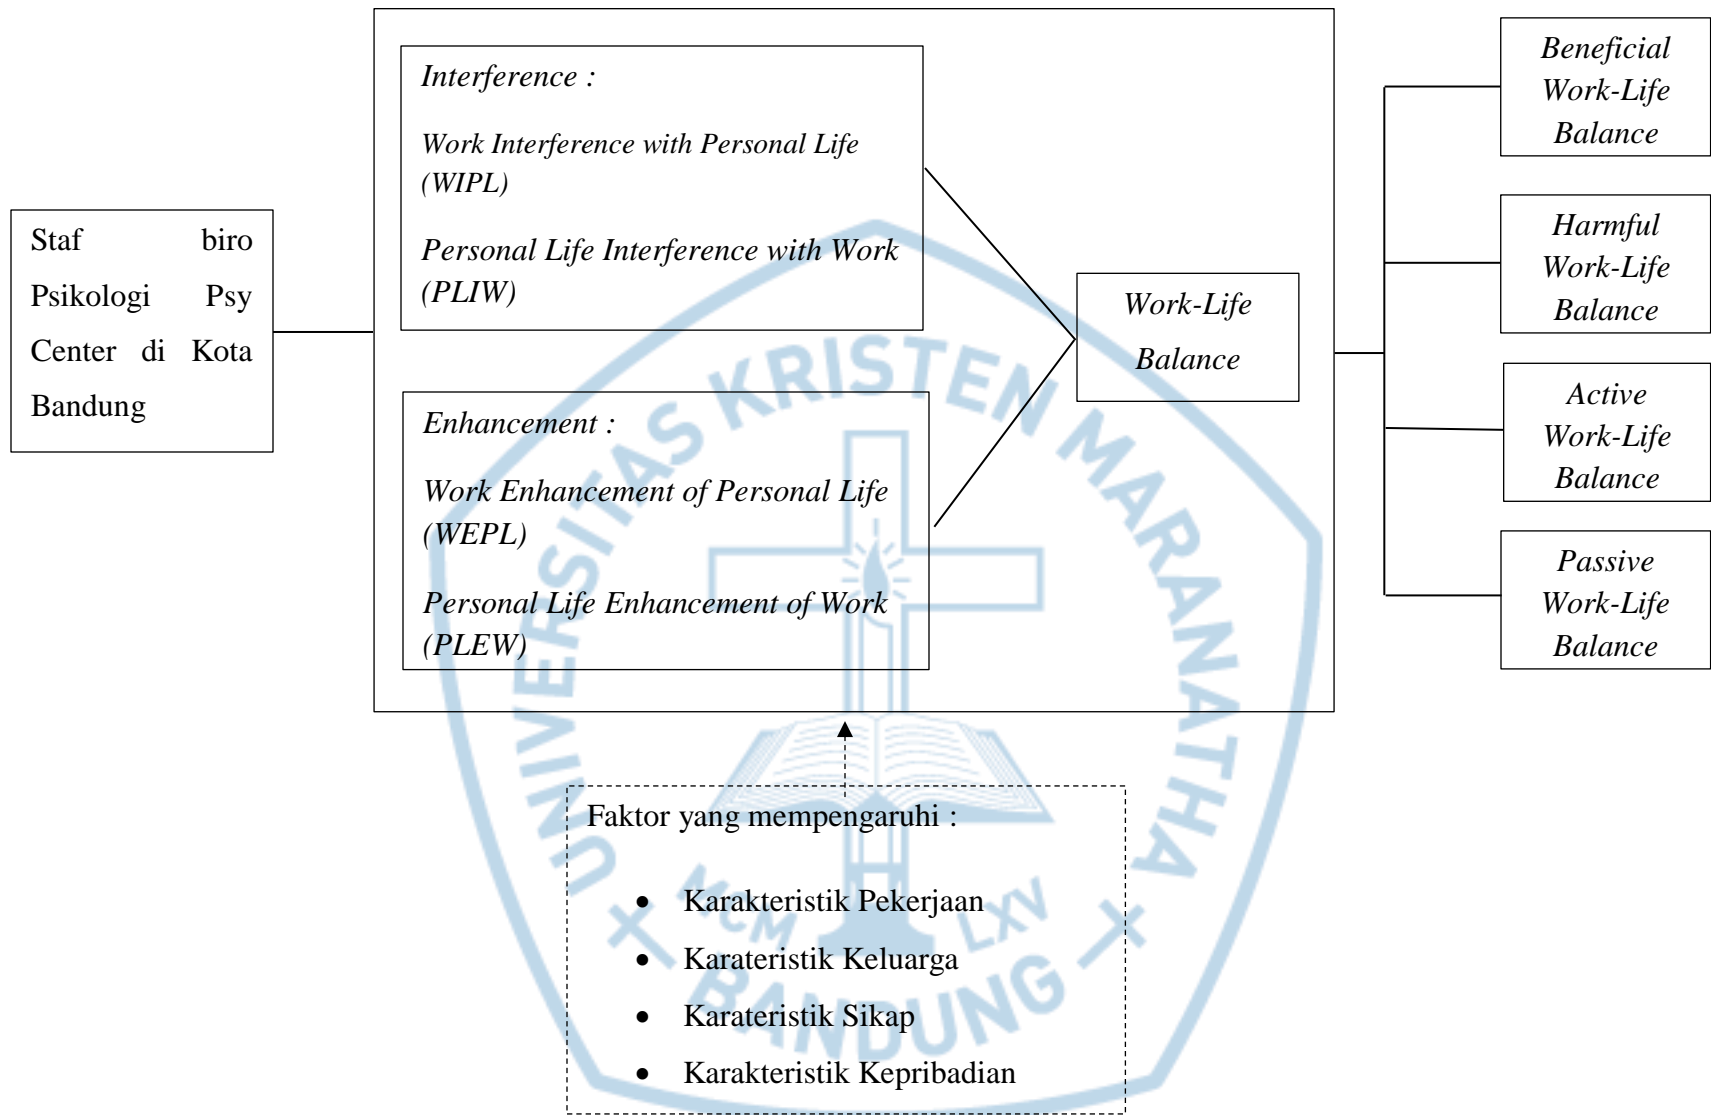 Staf biro
Psikologi Psy
Center di Kota
Bandung
Interference :
Work Interference with Personal Life
(WIPL)
Personal Life Interference with Work
(PLIW)
Enhancement :
Work Enhancement of Personal Life
(WEPL)
Personal Life Enhancement of Work
(PLEW)
Work-Life
Balance
Beneficial
Work-Life
Balance
Harmful
Work-Life
Balance
Active
Work-Life
Balance
Passive
Work-Life
Balance
Faktor yang mempengaruhi :
• Karakteristik Pekerjaan
• Karateristik Keluarga
• Karateristik Sikap
• Karakteristik Kepribadian
UNIVERSITAS KRISTEN MARANATHA
MCM LXV
BANDUNG